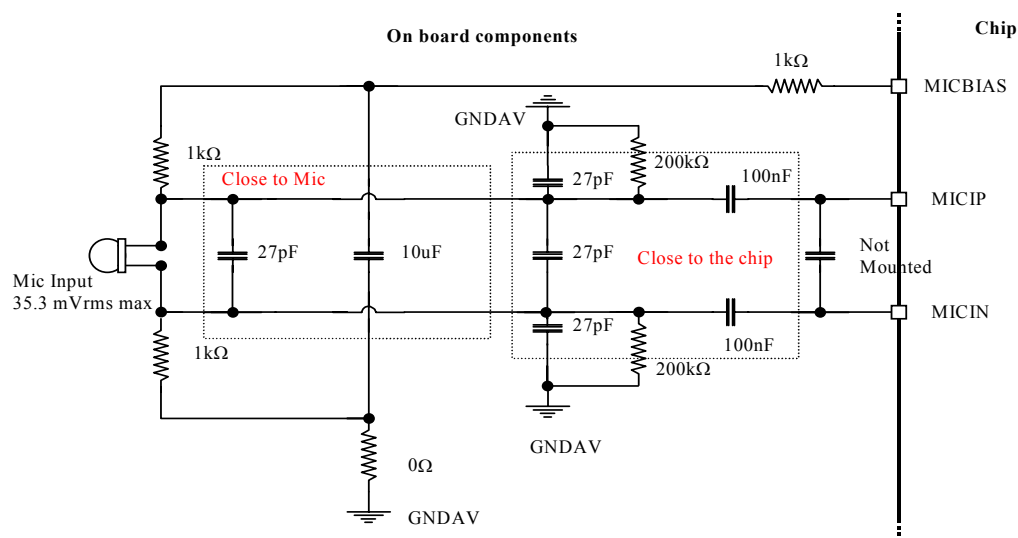 On board components
Chip
1kΩ
MICBIAS
GNDAV
1kΩ
200kΩ
Close to Mic
27pF
100nF
MICIP
27pF
10uF
27pF
Close to the chip
Not
Mounted
Mic Input
35.3 mVrms max
MICIN
27pF
1kΩ
100nF
200kΩ
GNDAV
0Ω
GNDAV